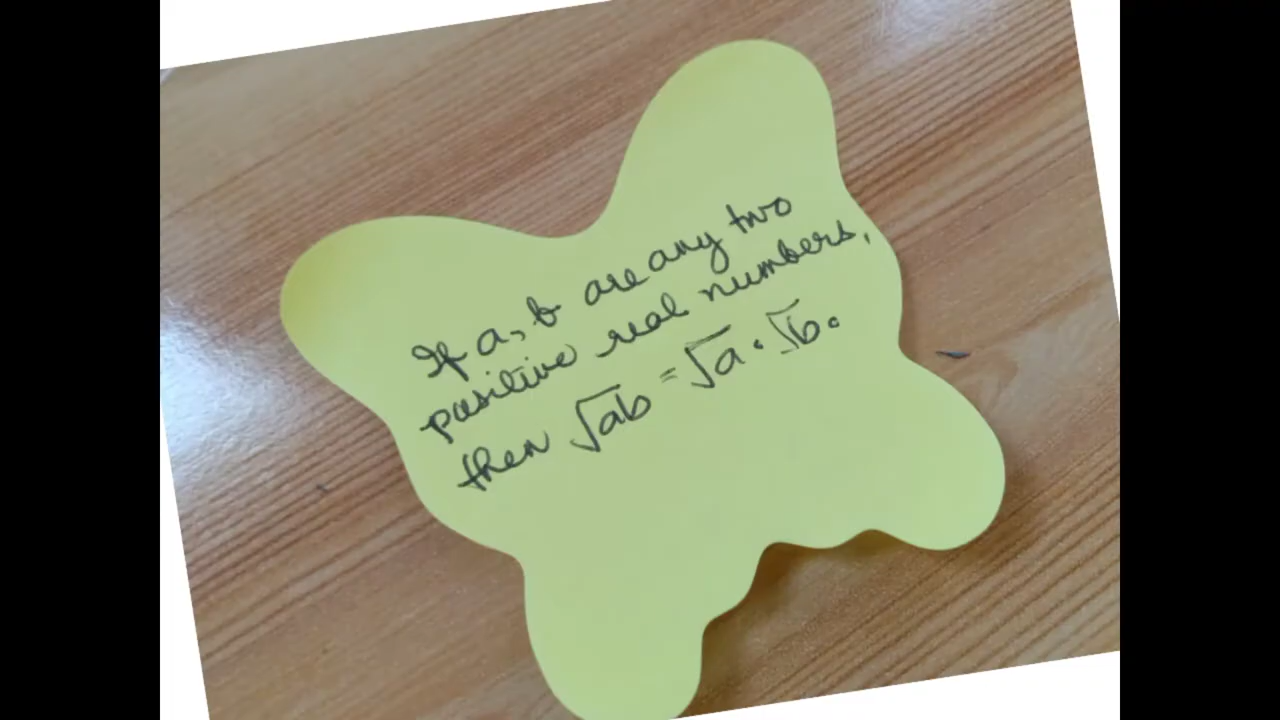 If a, b are any two
positive real numbers,
then √ab = √a · √b.